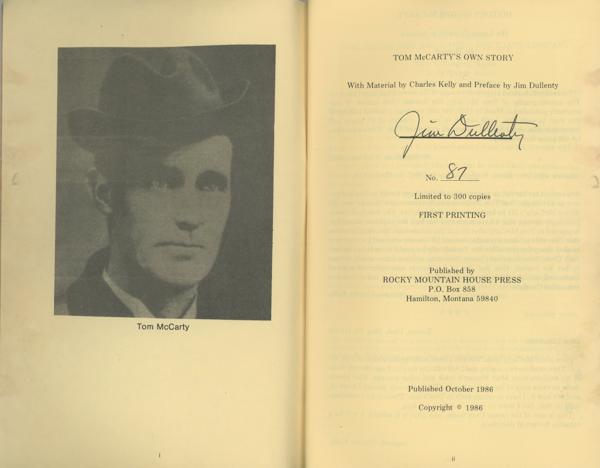 Tom McCarty
i
TOM McCARTY'S OWN STORY
With Material by Charles Kelly and Preface by Jim Dullenty
Jim Dullenty
No. 87
Limited to 300 copies
FIRST PRINTING
Published by
ROCKY MOUNTAIN HOUSE PRESS
P.O. Box 858
Hamilton, Montana 59840
Published October 1986
Copyright © 1986
ii